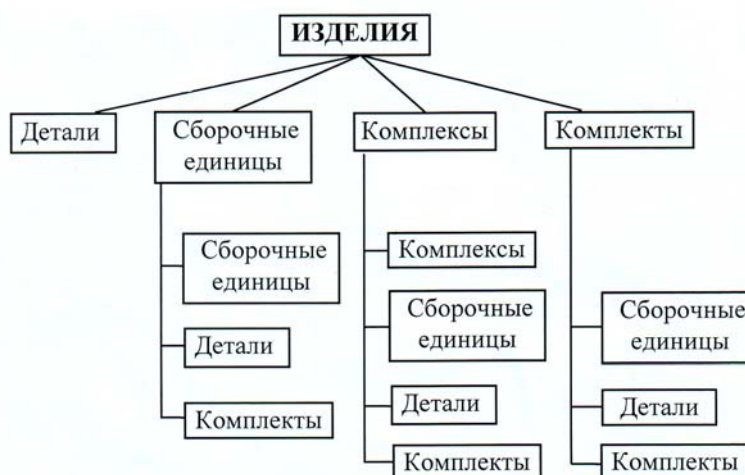 ИЗДЕЛИЯ
Детали
Сборочные
единицы
Комплексы
Комплекты
Сборочные
единицы
Детали
Комплекты
Комплексы
Сборочные
единицы
Детали
Комплекты
Сборочные
единицы
Детали
Комплекты